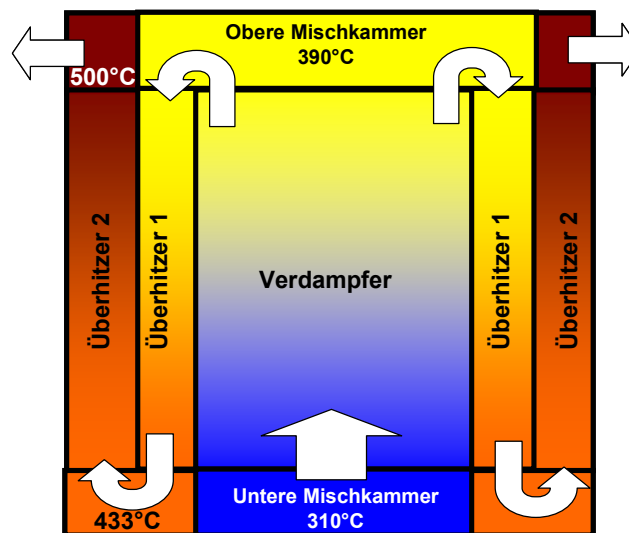 Obere Mischkammer
390°C
500°C
Überhitzer 2
Überhitzer 1
Verdampfer
Überhitzer 1
Überhitzer 2
Untere Mischkammer
310°C
433°C